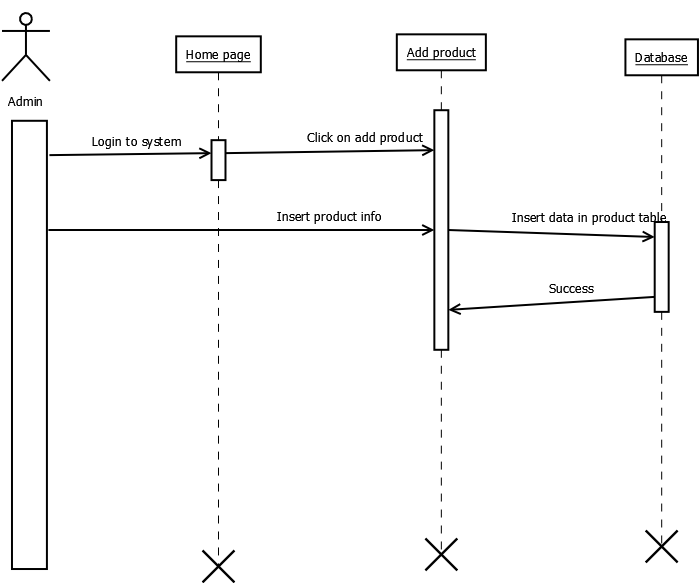 Home page
Add product
Database
Admin
Login to system
Click on add product
Insert product info
Insert data in product table
Success